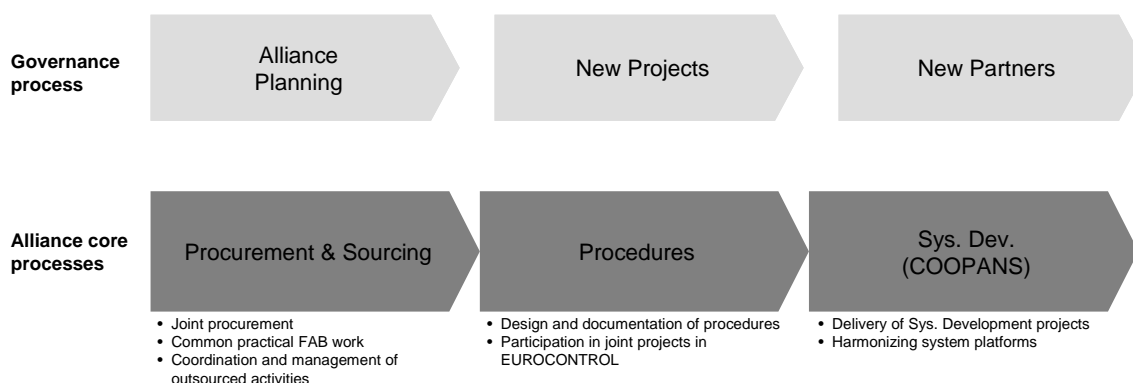 Governance
process
Alliance
Planning
New Projects
New Partners
Alliance core
processes
Procurement & Sourcing
Procedures
Sys. Dev.
(COOPANS)
• Joint procurement
• Common practical FAB work
• Coordination and management of
outsourced activities
• Design and documentation of procedures
• Participation in joint projects in
EUROCONTROL
• Delivery of Sys. Development projects
• Harmonizing system platforms